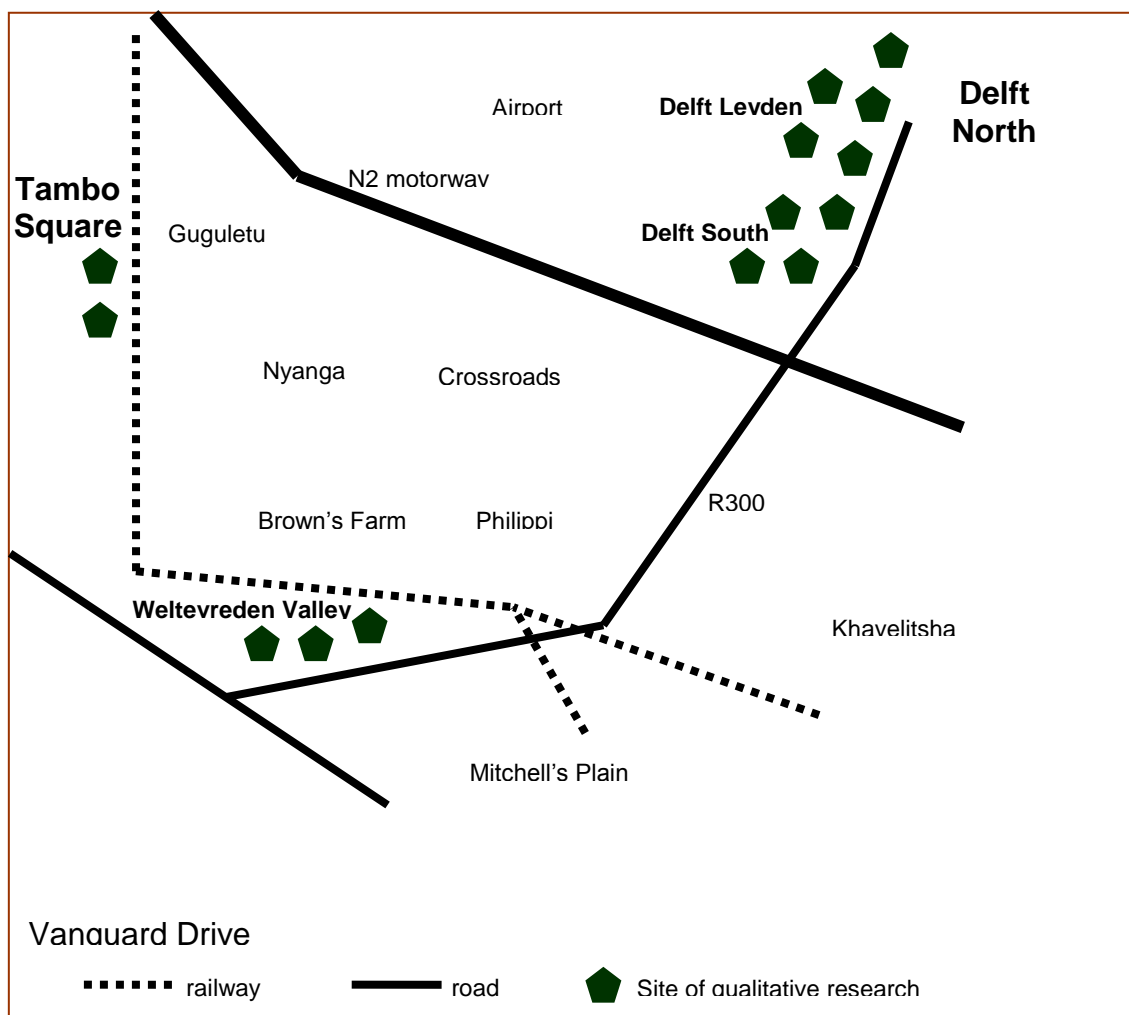 Airport
Delft Leyden
Delft
North
N2 motorway
Tambo
Square
Guguletu
Delft South
Nyanga
Crossroads
R300
Brown's Farm
Philippi
Weltevreden Valley
Khayelitsha
Mitchell's Plain
Vanguard Drive
railway
road
Site of qualitative research